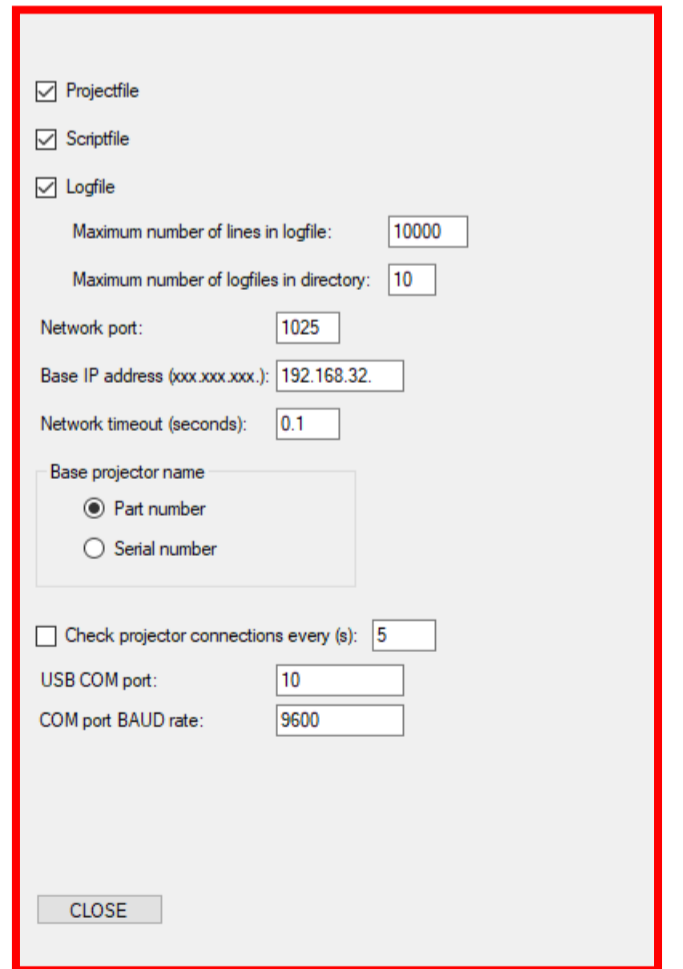 Projectfile
Scriptfile
Logfile
Maximum number of lines in logfile: 10000
Maximum number of logfiles in directory: 10
Network port: 1025
Base IP address (xxx.xxx.xxx.): 192.168.32.
Network timeout (seconds): 0.1
Base projector name
Part number
Serial number
Check projector connections every (s): 5
USB COM port: 10
COM port BAUD rate: 9600
CLOSE